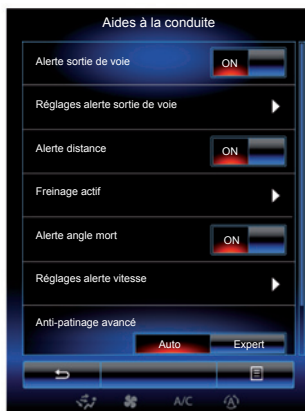 Aides à la conduite
Alerte sortie de voie ON
Réglages alerte sortie de voie
Alerte distance ON
Freinage actif
Alerte angle mort ON
Réglages alerte vitesse
Anti-patinage avancé
Auto Expert
A/C
A